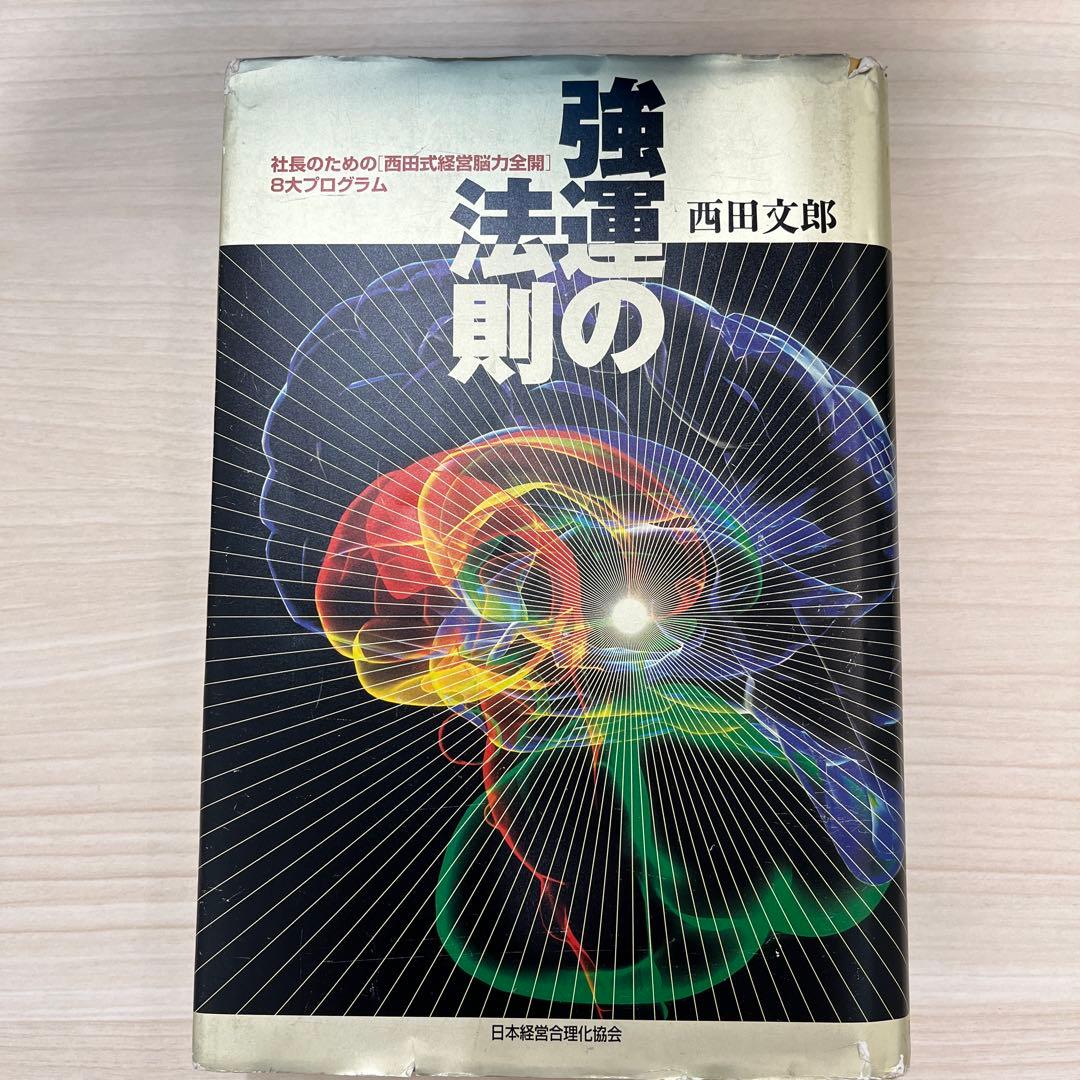 強運の
法則
社長のための[西田式経営脳力全開]
8大プログラム
西田文郎
日本経営合理化協会